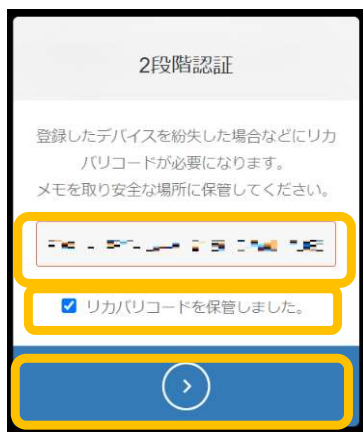 2段階認証
登録したデバイスを紛失した場合などにリカ
バリコードが必要になります。
メモを取り安全な場所に保管してください。
リカバリコードを保管しました。